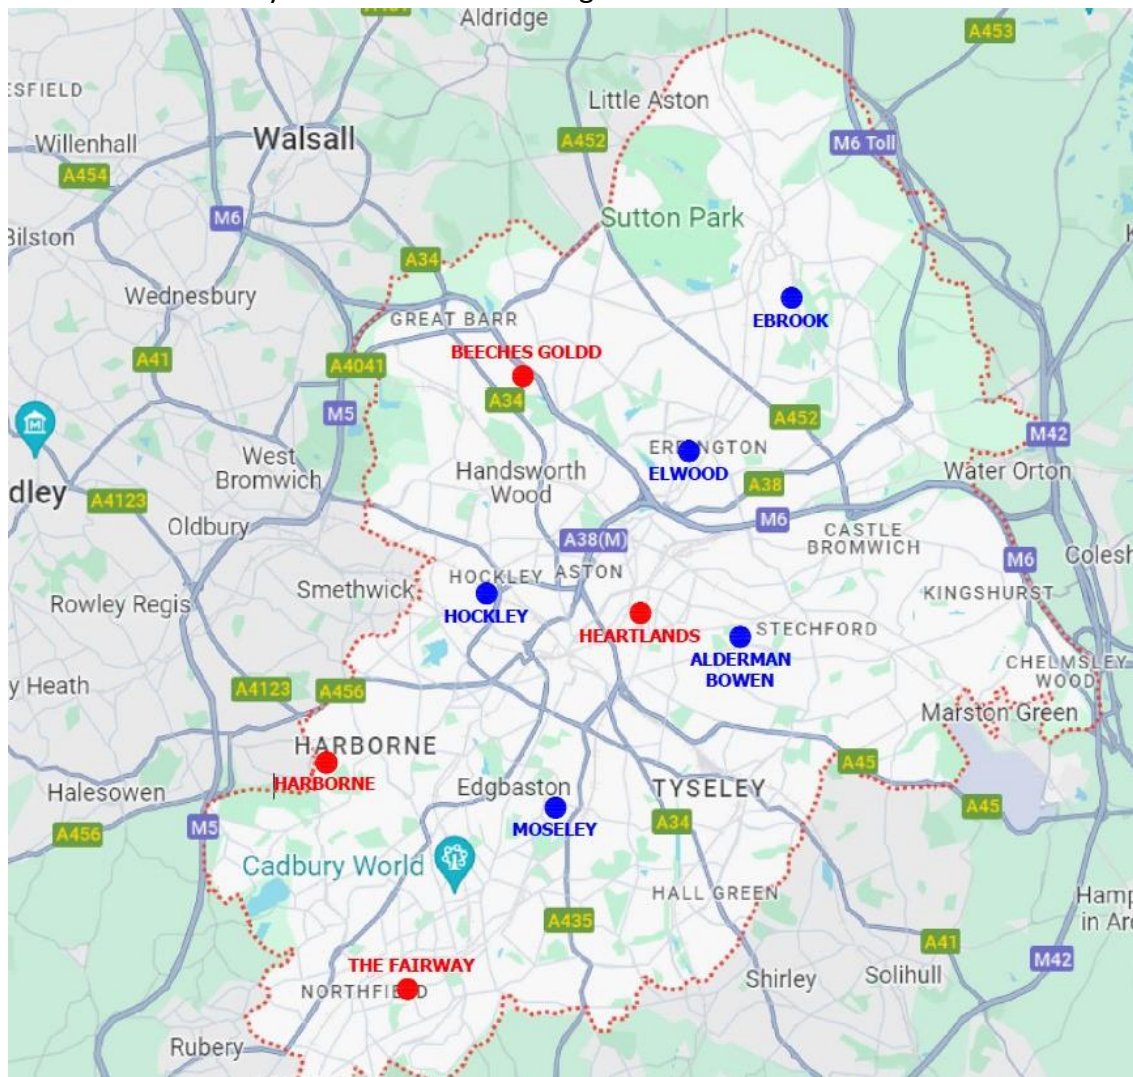 Aldridge
A453
ESFIELD
Little Aston
Willenhall
Walsall
A452
M6 Toll
A454
M6
Sutton Park
Bilston
A34
Wednesbury
EBROOK
GREAT BARR
BEECHES GOLDD
A41
A4041
A34
M5
A452
M42
ERDINGTON
West
Bromwich
Handsworth
Wood
ELWOOD
Water Orton
dley
A4123
A38
M6
Oldbury
A38(M)
CASTLE
BROMWICH
M6
Colesh
HOCKLEY
ASTON
Smethwick
KINGSHURST
Rowley Regis
HOCKLEY
HEARTLANDS
STECHFORD
ALDERMAN
BOWEN
CHELMSLEY
WOOD
y Heath
A4123
A456
Marston Green
HARBORNE
A45
HARBORNE
Edgbaston
TYSELEY
Halesowen
A45
M5
A456
MOSELEY
A34
Cadbury World
HALL GREEN
Hamp
in Ard
A435
A41
M42
THE FAIRWAY
NORTHFIELD
Shirley
Solihull
Rubery